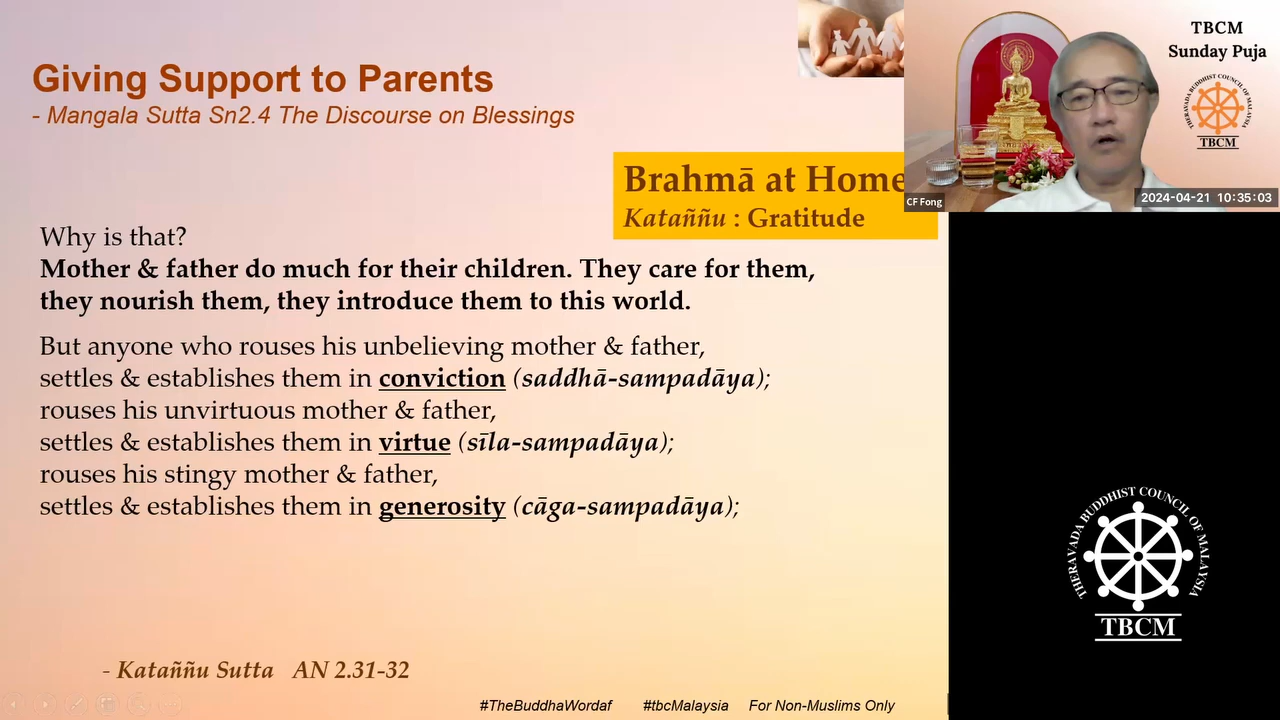 Giving Support to Parents
- Mangala Sutta Sn2.4 The Discourse on Blessings
Brahmā at Home
Kataññu : Gratitude
Why is that?
Mother & father do much for their children. They care for them,
they nourish them, they introduce them to this world.
But anyone who rouses his unbelieving mother & father,
settles & establishes them in conviction (saddhā-sampadāya);
rouses his unvirtuous mother & father,
settles & establishes them in virtue (sīla-sampadāya);
rouses his stingy mother & father,
settles & establishes them in generosity (cāga-sampadāya);
- Kataññu Sutta AN 2.31-32
#TheBuddhaWordaf #tbcMalaysia For Non-Muslims Only
TBCM
Sunday Puja
THERAVADA BUDDHIST COUNCIL OF MALAYSIA
TBCM
CF Fong
2024-04-21 10:35:03
THERAVADA BUDDHIST COUNCIL OF MALAYSIA
TBCM